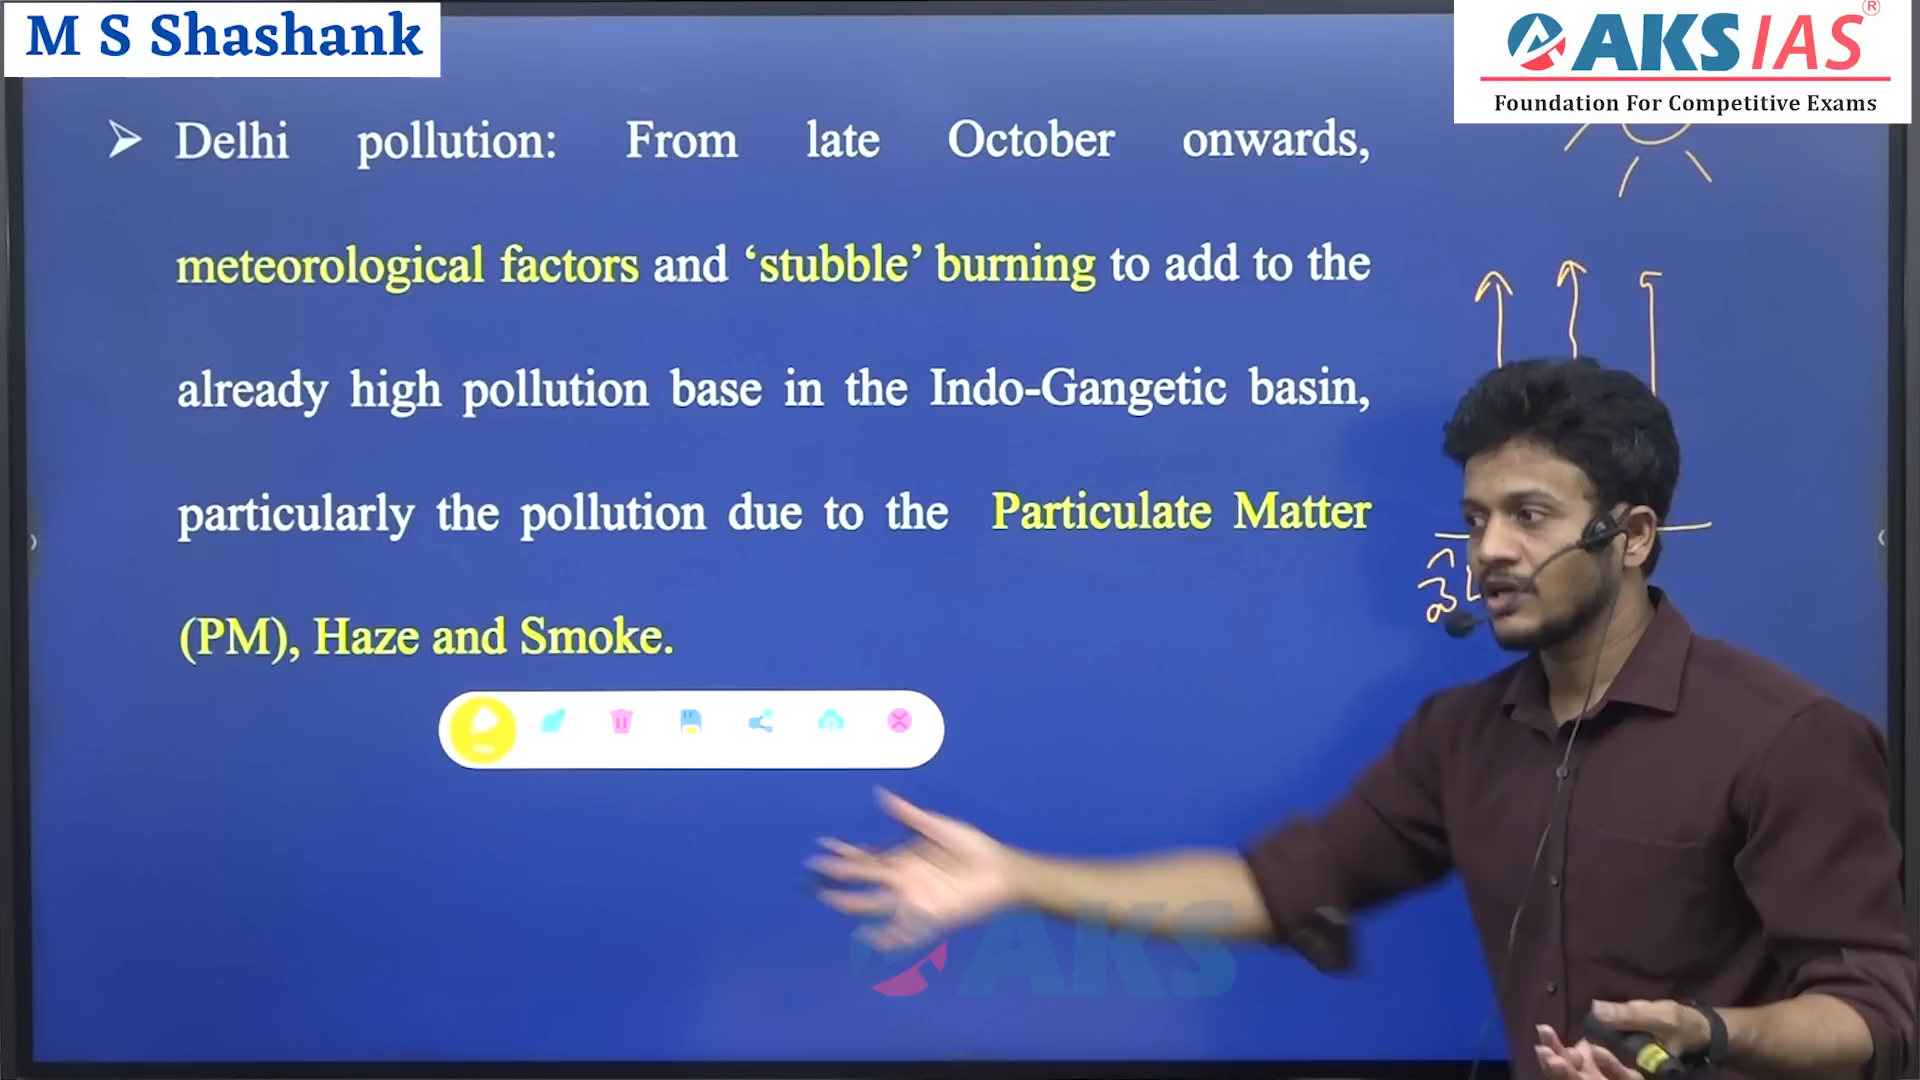 M S Shashank
AKS IAS ®
Foundation For Competitive Exams
➢ Delhi pollution: From late October onwards,
meteorological factors and ‘stubble’ burning to add to the
already high pollution base in the Indo-Gangetic basin,
particularly the pollution due to the Particulate Matter
(PM), Haze and Smoke.
AKS